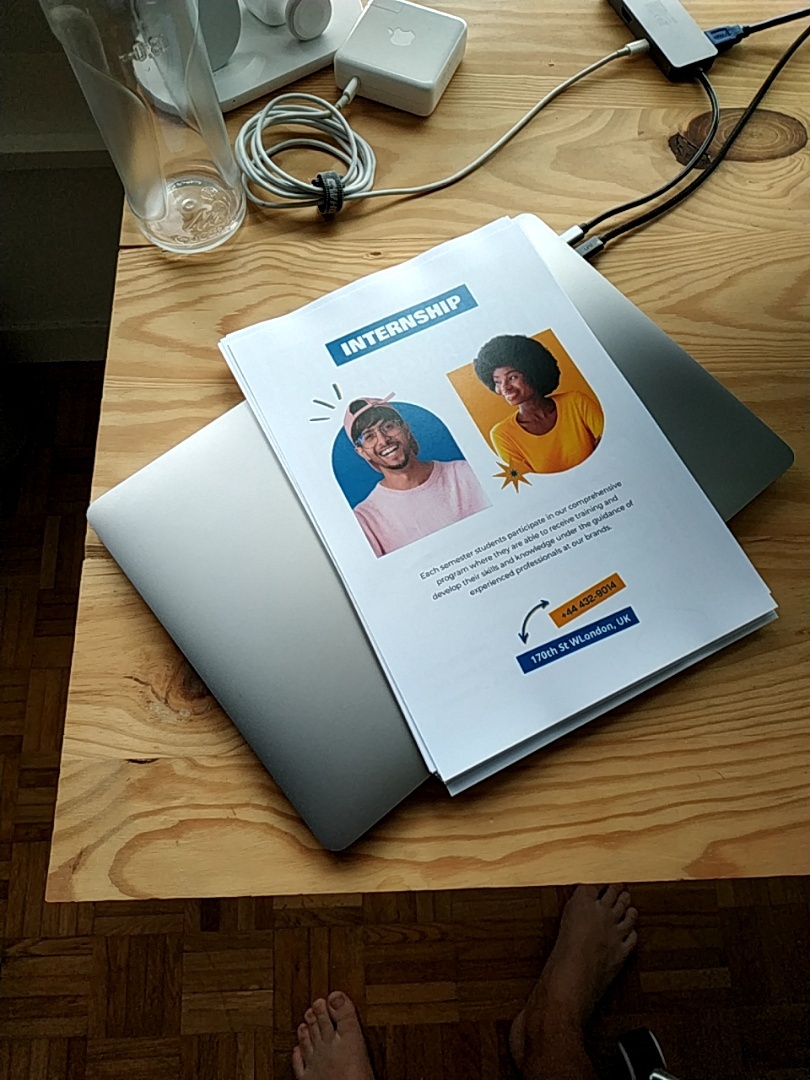 INTERNSHIP
Each semester students participate in our comprehensive
program where they are able to receive training and
develop their skills and knowledge under the guidance of
experienced professionals at our brands.
+44 432-9014
170th St WLondon, UK